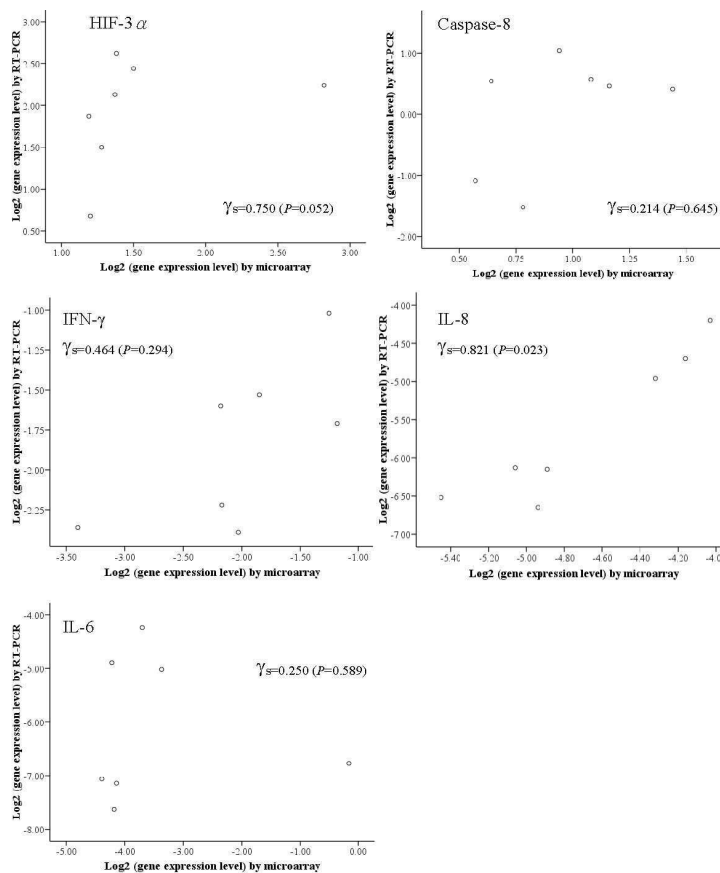 HIF-3 α
Log2 (gene expression level) by RT-PCR
3.00
2.50
2.00
1.50
1.00
0.50
γs=0.750 (P=0.052)
1.00 1.50 2.00 2.50 3.00
Log2 (gene expression level) by microarray
Caspase-8
Log2 (gene expression level) by RT-PCR
1.00
0.00
-1.00
-2.00
γs=0.214 (P=0.645)
0.50 0.75 1.00 1.25 1.50
Log2 (gene expression level) by microarray
IFN-γ
γs=0.464 (P=0.294)
Log2 (gene expression level) by RT-PCR
-1.00
-1.25
-1.50
-1.75
-2.00
-2.25
-3.50 -3.00 -2.50 -2.00 -1.50 -1.00
Log2 (gene expression level) by microarray
IL-8
γs=0.821 (P=0.023)
Log2 (gene expression level) by RT-PCR
-4.00
-4.50
-5.00
-5.50
-6.00
-6.50
-7.00
-5.40 -5.20 -5.00 -4.80 -4.60 -4.40 -4.20 -4.0
Log2 (gene expression level) by microarray
IL-6
γs=0.250 (P=0.589)
Log2 (gene expression level) by RT-PCR
-4.00
-5.00
-6.00
-7.00
-8.00
-5.00 -4.00 -3.00 -2.00 -1.00 0.00
Log2 (gene expression level) by microarray